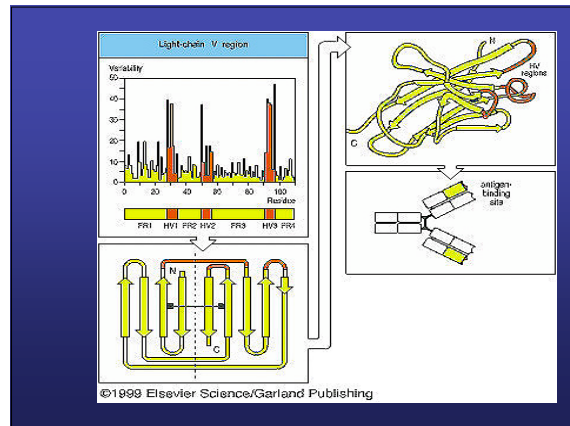 Light-chain V region
Variability
50
40
30
20
10
0
0 20 40 60 80 100
Residue
FR1 HV1 FR2 HV2 FR3 HV3 FR4
N
HV
regions
C
antigen-
binding
site
N
C
©1999 Elsevier Science/Garland Publishing